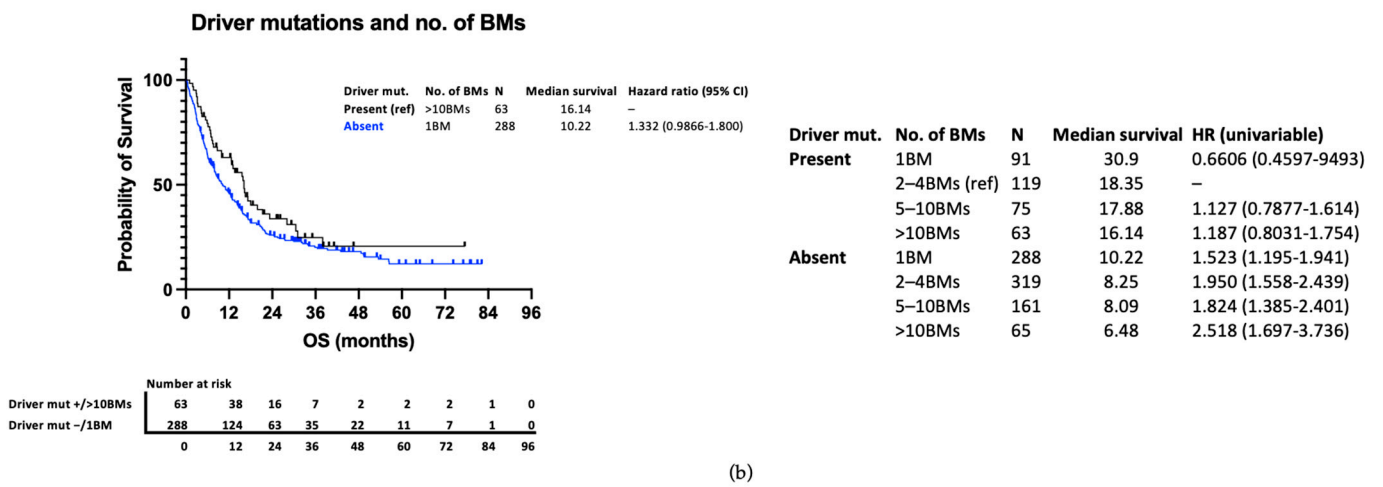 Driver mutations and no. of BMs
Probability of Survival
100
50
0
0 12 24 36 48 60 72 84 96
OS (months)
Driver mut. No. of BMs N Median survival Hazard ratio (95% CI)
Present (ref) >10BMs 63 16.14 –
Absent 1BM 288 10.22 1.332 (0.9866-1.800)
Number at risk
Driver mut +/>10BMs 63 38 16 7 2 2 2 1 0
Driver mut –/1BM 288 124 63 35 22 11 7 1 0
0 12 24 36 48 60 72 84 96
Driver mut. No. of BMs N Median survival HR (univariable)
Present 1BM 91 30.9 0.6606 (0.4597-9493)
2–4BMs (ref) 119 18.35 –
5–10BMs 75 17.88 1.127 (0.7877-1.614)
>10BMs 63 16.14 1.187 (0.8031-1.754)
Absent 1BM 288 10.22 1.523 (1.195-1.941)
2–4BMs 319 8.25 1.950 (1.558-2.439)
5–10BMs 161 8.09 1.824 (1.385-2.401)
>10BMs 65 6.48 2.518 (1.697-3.736)
(b)